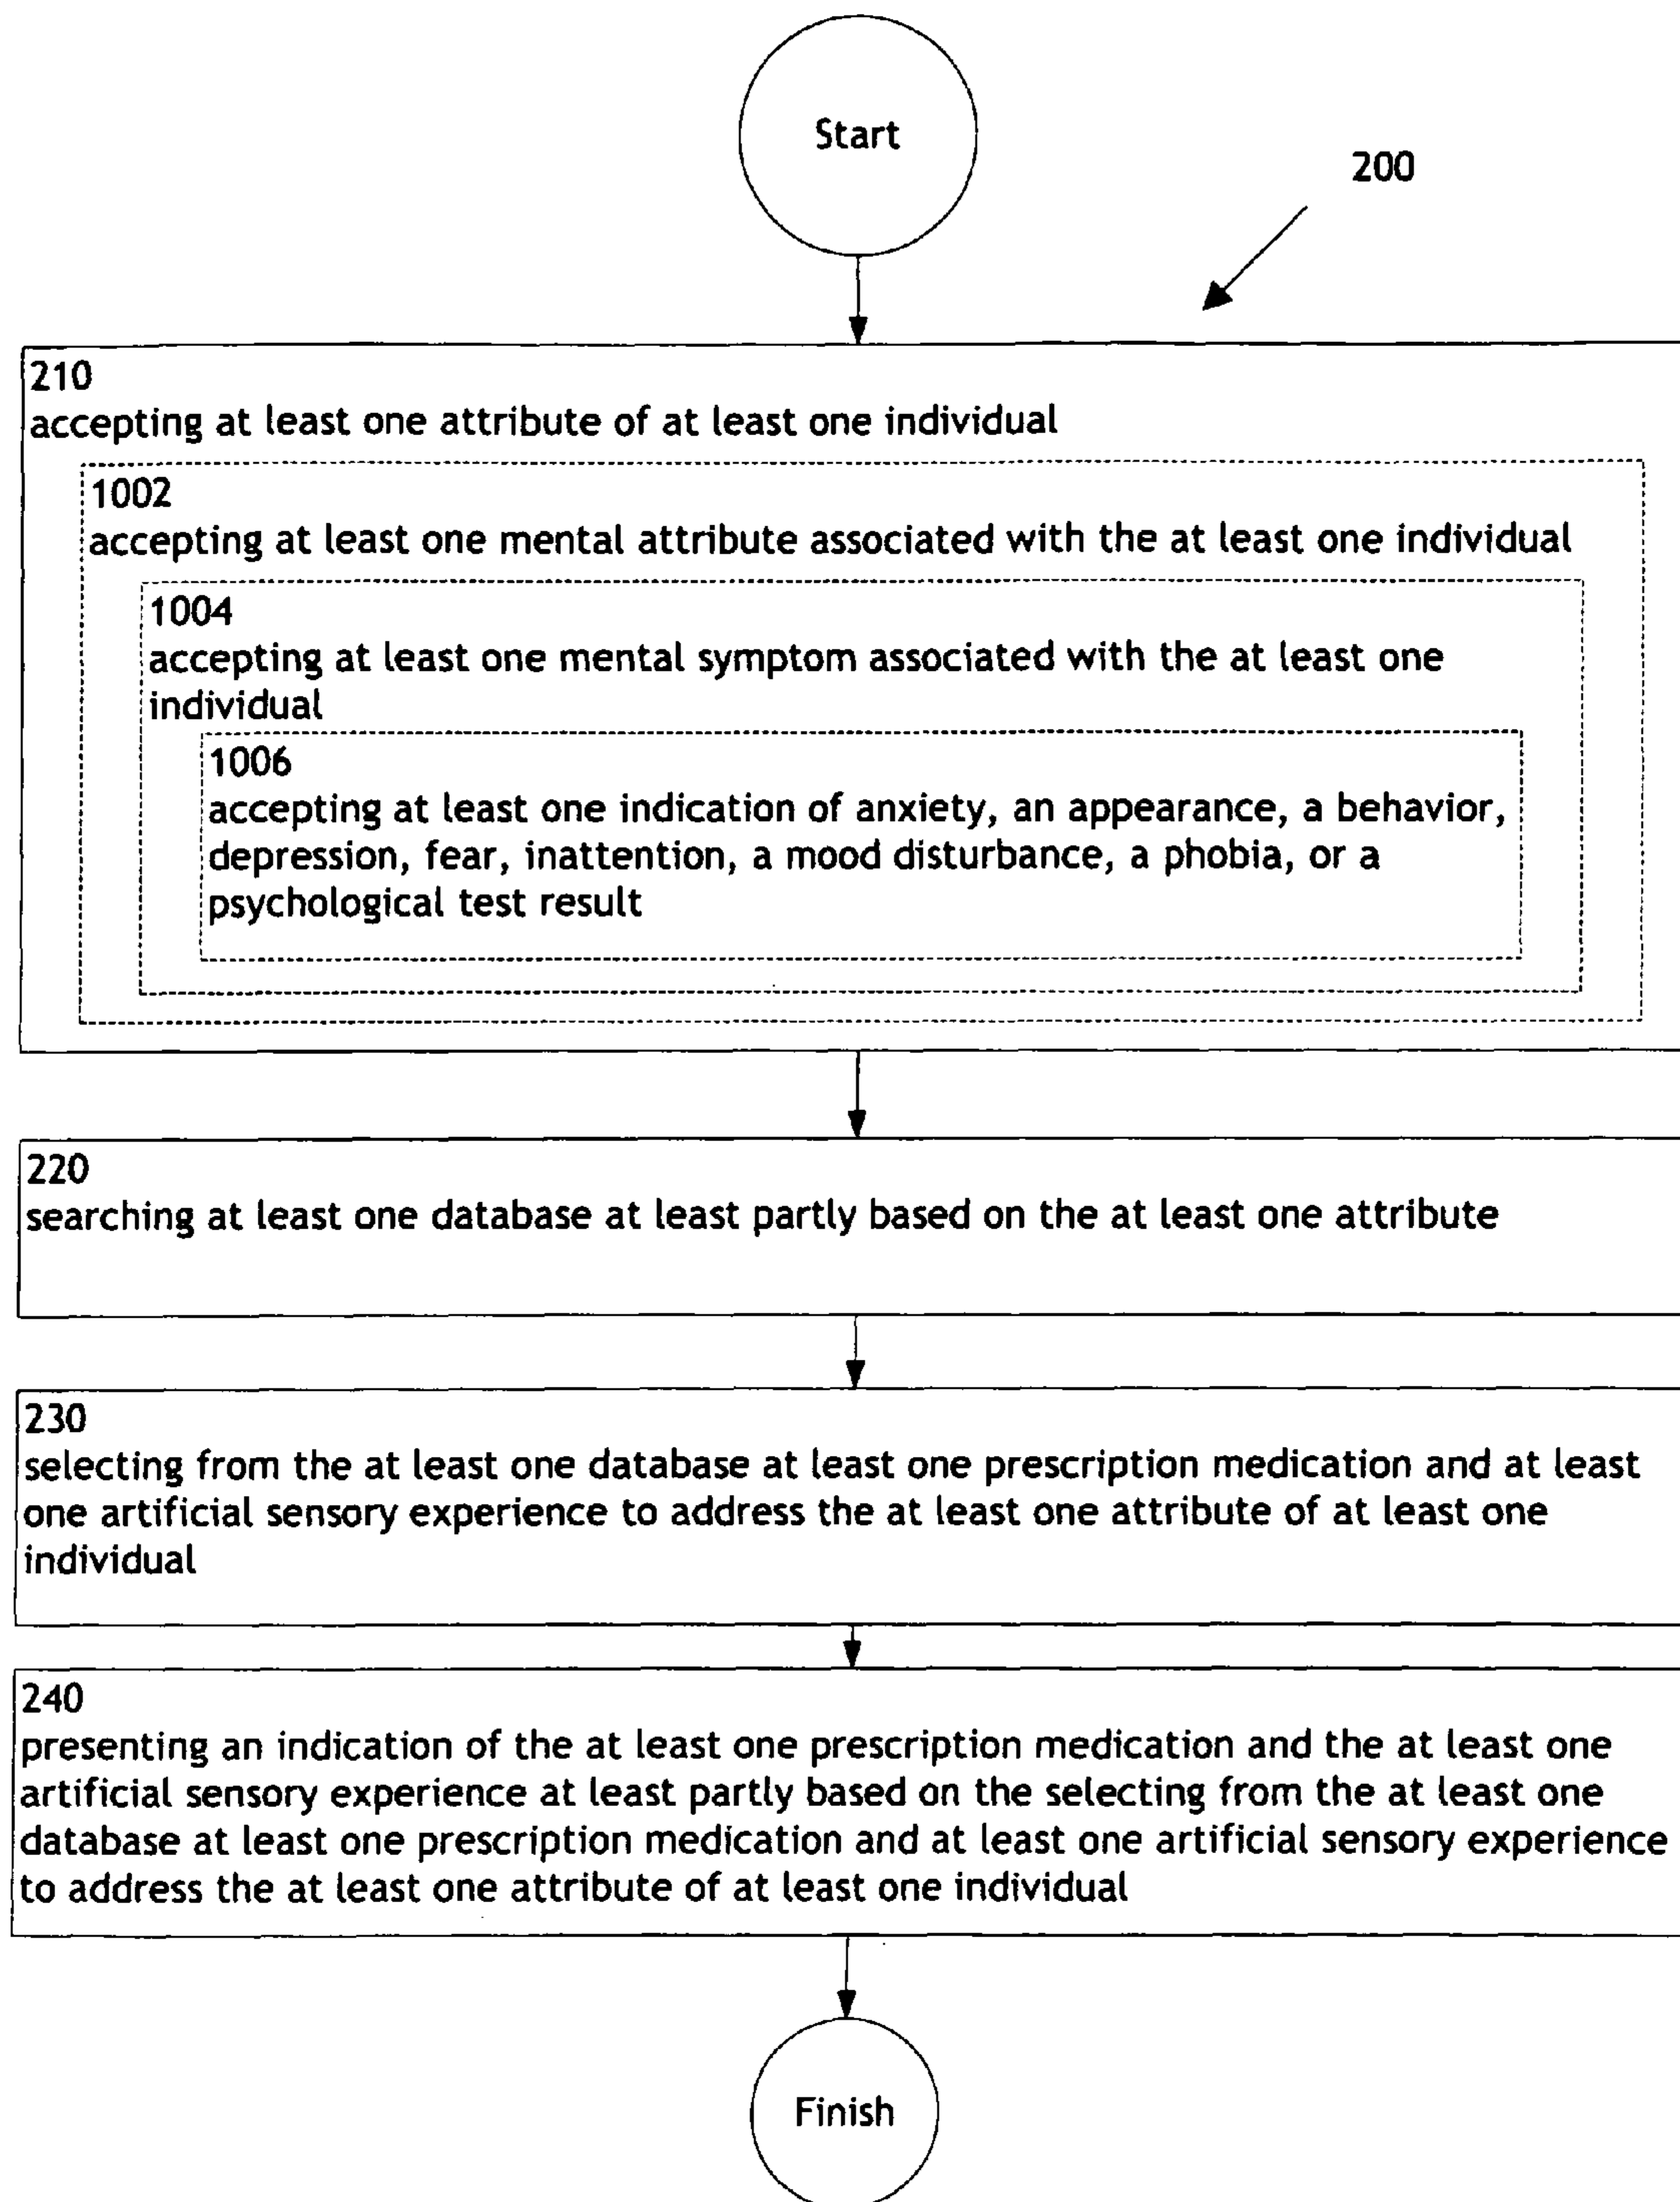 Start
200
210
accepting at least one attribute of at least one individual
1002
accepting at least one mental attribute associated with the at least one individual
1004
accepting at least one mental symptom associated with the at least one
individual
1006
accepting at least one indication of anxiety, an appearance, a behavior,
depression, fear, inattention, a mood disturbance, a phobia, or a
psychological test result
220
searching at least one database at least partly based on the at least one attribute
230
selecting from the at least one database at least one prescription medication and at least
one artificial sensory experience to address the at least one attribute of at least one
individual
240
presenting an indication of the at least one prescription medication and the at least one
artificial sensory experience at least partly based on the selecting from the at least one
database at least one prescription medication and at least one artificial sensory experience
to address the at least one attribute of at least one individual
Finish